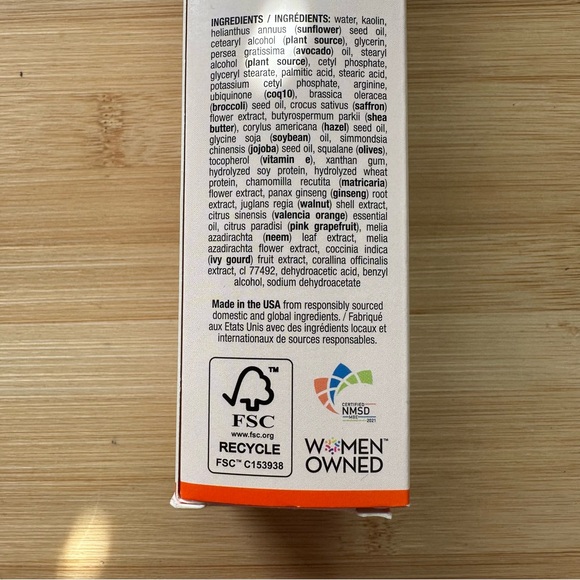 INGREDIENTS / INGRÉDIENTS: water, kaolin,
helianthus annuus (sunflower) seed oil,
cetearyl alcohol (plant source), glycerin,
persea gratissima (avocado) oil, stearyl
alcohol (plant source), cetyl phosphate,
glyceryl stearate, palmitic acid, stearic acid,
potassium cetyl phosphate, arginine,
ubiquinone (coq10), brassica oleracea
(broccoli) seed oil, crocus sativus (saffron)
flower extract, butyrospermum parkii (shea
butter), corylus americana (hazel) seed oil,
glycine soja (soybean) oil, simmondsia
chinensis (jojoba) seed oil, squalane (olives),
tocopherol (vitamin e), xanthan gum,
hydrolyzed soy protein, hydrolyzed wheat
protein, chamomilla recutita (matricaria)
flower extract, panax ginseng (ginseng) root
extract, juglans regia (walnut) shell extract,
citrus sinensis (valencia orange) essential
oil, citrus paradisi (pink grapefruit), melia
azadirachta (neem) leaf extract, melia
azadirachta flower extract, coccinia indica
(ivy gourd) fruit extract, corallina officinalis
extract, cl 77492, dehydroacetic acid, benzyl
alcohol, sodium dehydroacetate
Made in the USA from responsibly sourced
domestic and global ingredients. / Fabriqué
aux Etats Unis avec des ingrédients locaux et
internationaux de sources responsables.
TM
FSC
www.fsc.org
RECYCLE
FSC™ C153938
CERTIFIED
NMSD
MBE
2021
WOMEN™
OWNED